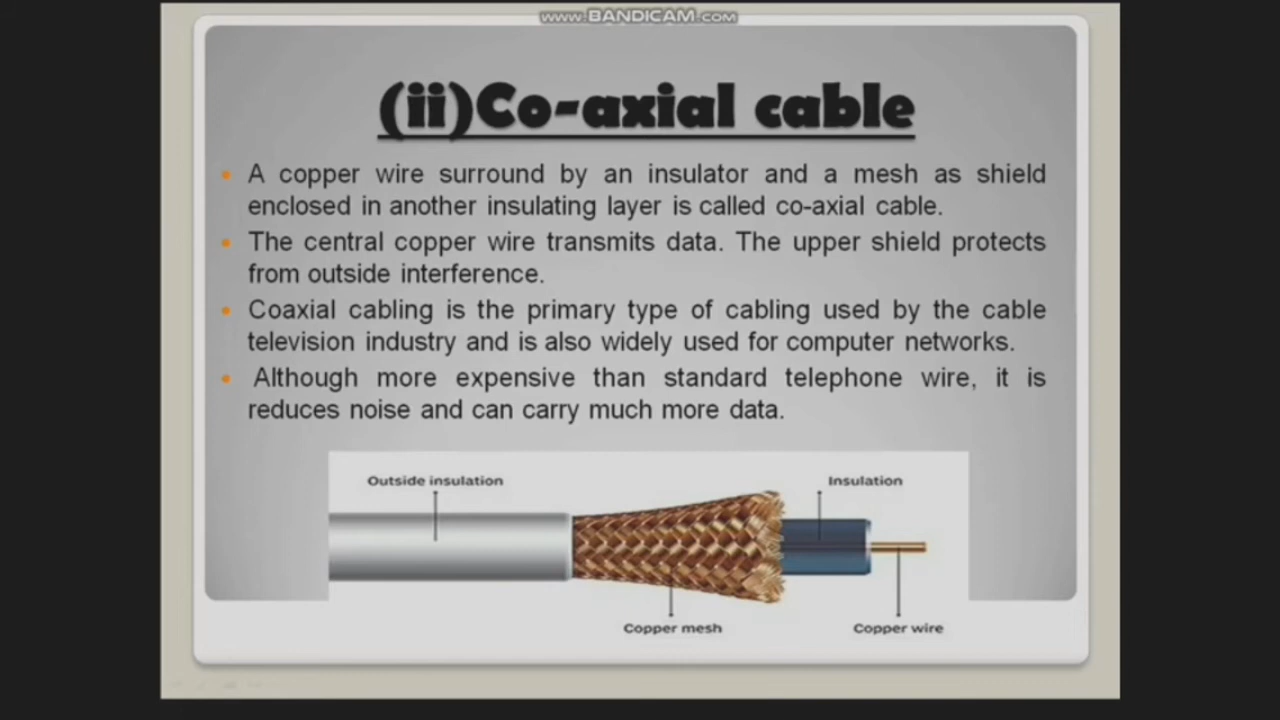 www.BANDICAM.com
(ii)Co-axial cable
A copper wire surround by an insulator and a mesh as shield
enclosed in another insulating layer is called co-axial cable.
The central copper wire transmits data. The upper shield protects
from outside interference.
Coaxial cabling is the primary type of cabling used by the cable
television industry and is also widely used for computer networks.
Although more expensive than standard telephone wire, it is
reduces noise and can carry much more data.
Outside insulation
Insulation
Copper mesh
Copper wire